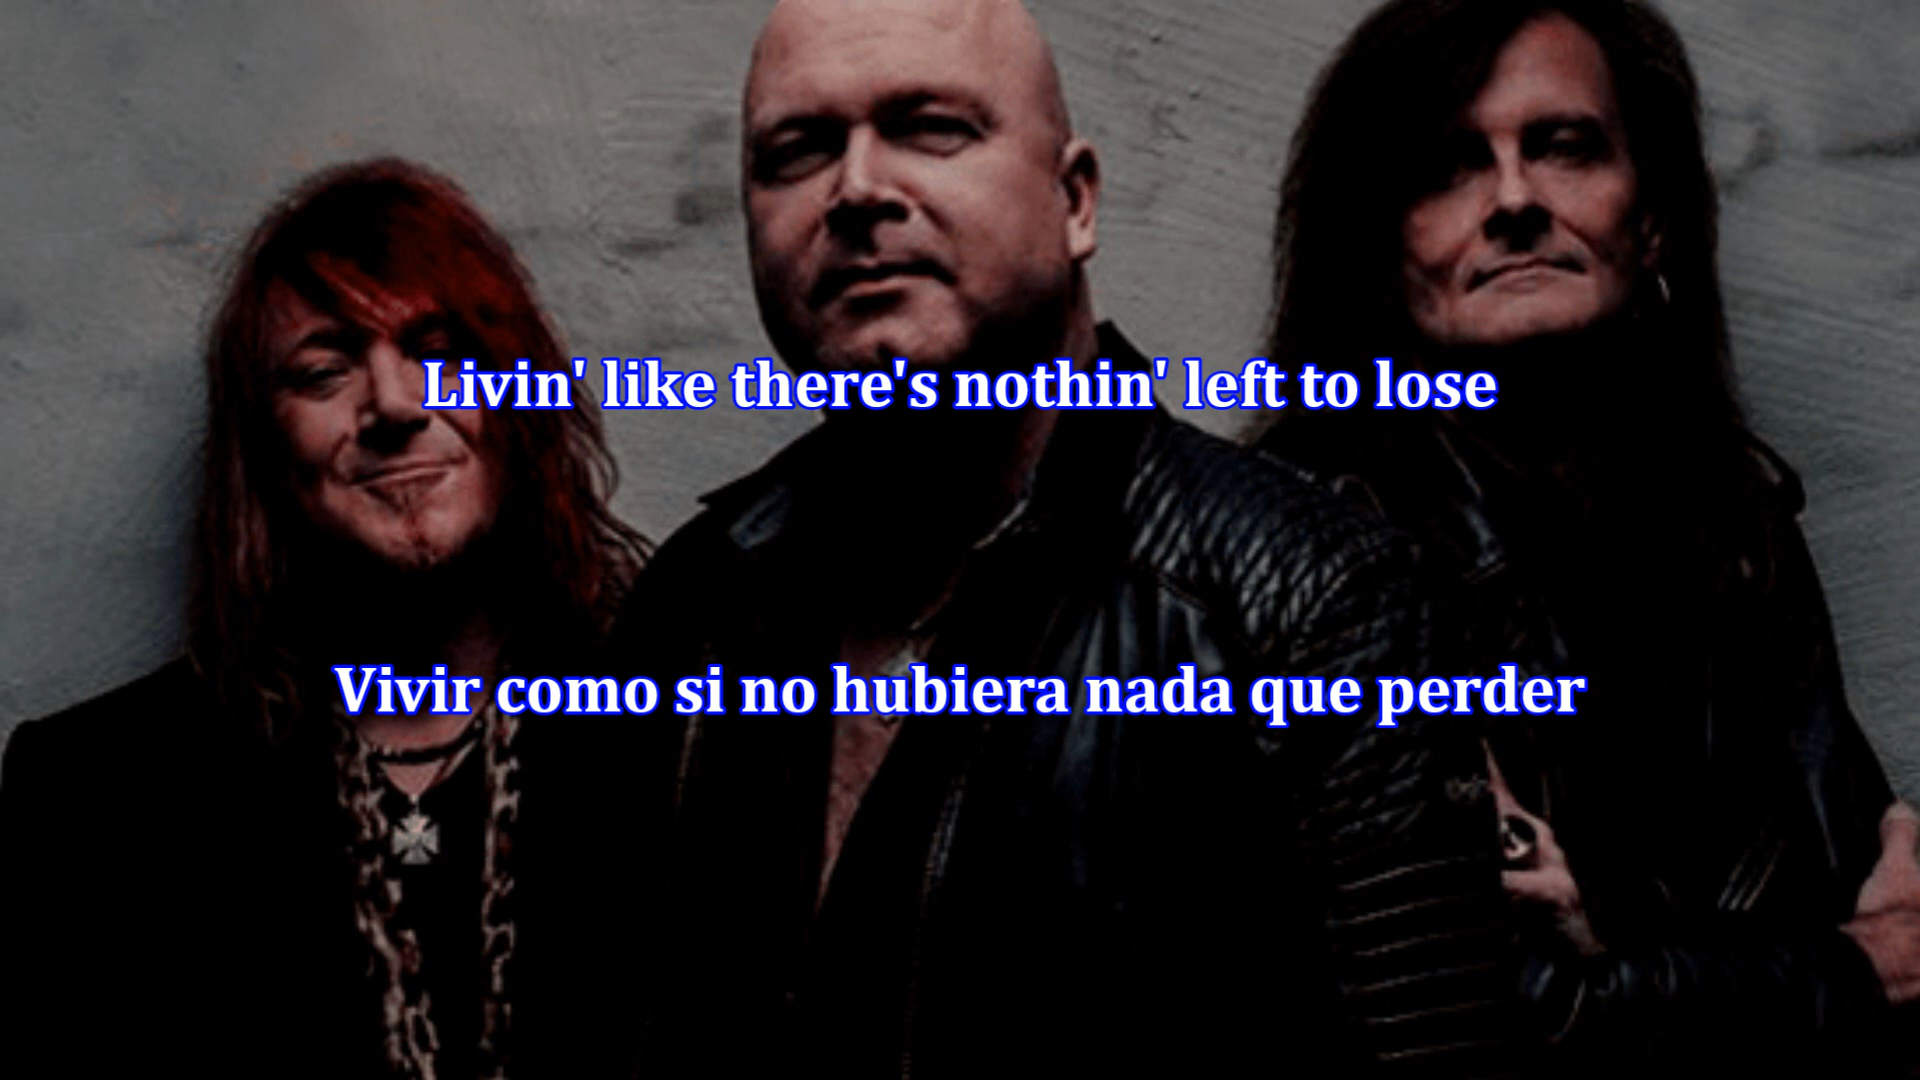 Livin' like there's nothin' left to lose
Vivir como si no hubiera nada que perder